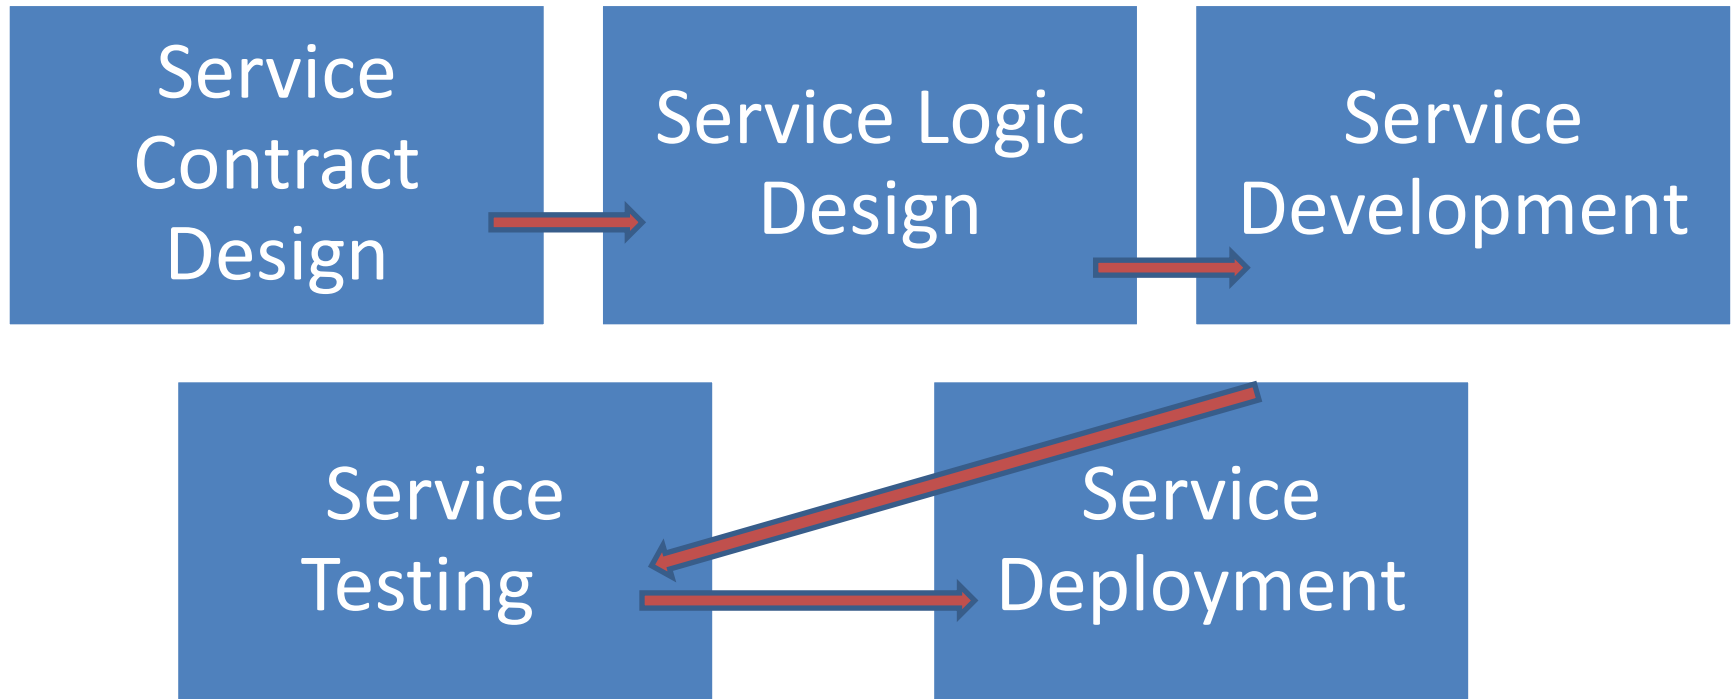 Service
Contract
Design
Service Logic
Design
Service
Development
Service
Testing
Service
Deployment